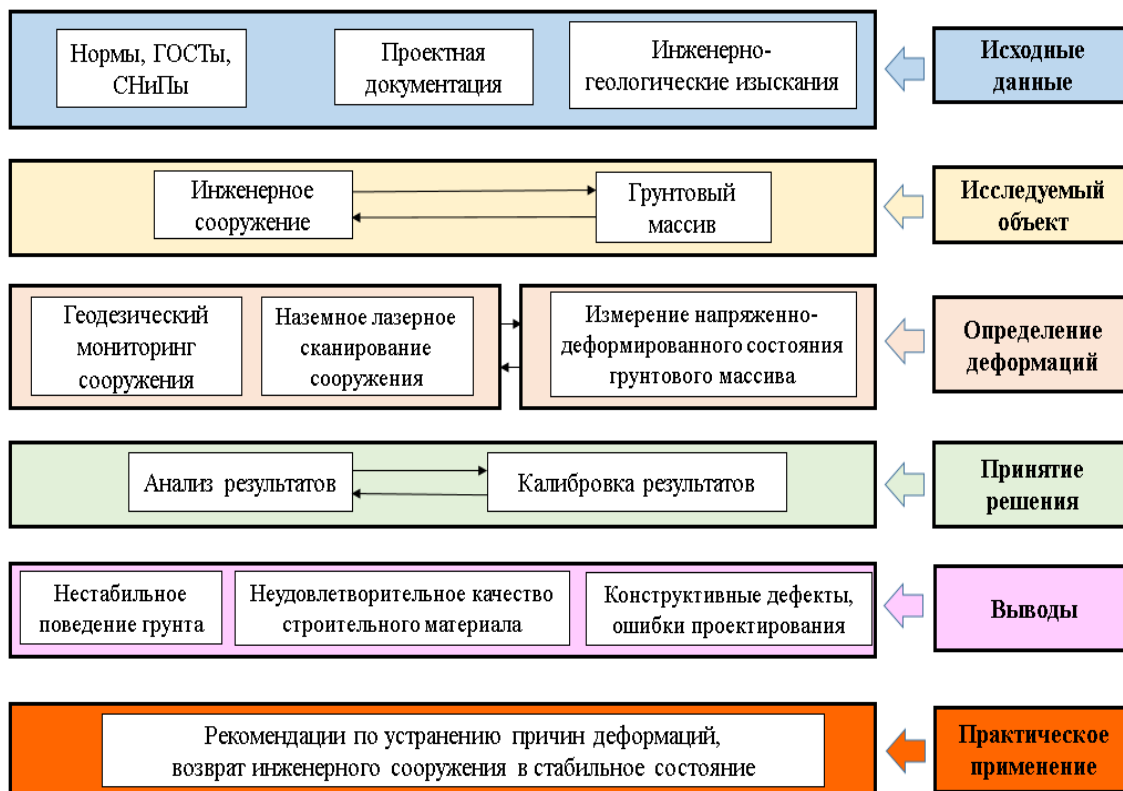 Нормы, ГОСТы,
СНиПы
Проектная
документация
Инженерно-
геологические изыскания
Исходные
данные
Инженерное
сооружение
Грунтовый
массив
Исследуемый
объект
Геодезический
мониторинг
сооружения
Наземное лазерное
сканирование
сооружения
Измерение напряженно-
деформированного состояния
грунтового массива
Определение
деформаций
Анализ результатов
Калибровка результатов
Принятие
решения
Нестабильное
поведение грунта
Неудовлетворительное качество
строительного материала
Конструктивные дефекты,
ошибки проектирования
Выводы
Рекомендации по устранению причин деформаций,
возврат инженерного сооружения в стабильное состояние
Практическое
применение